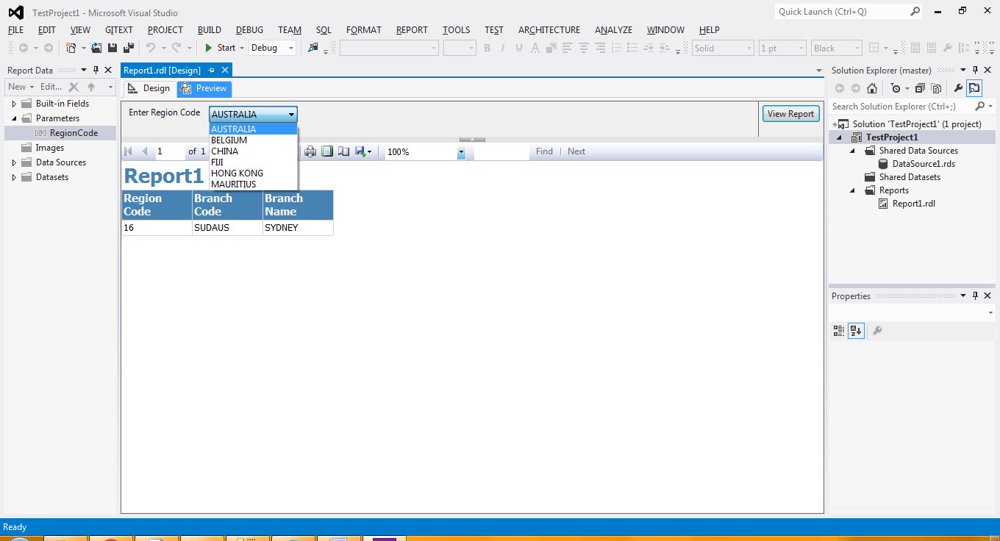 TestProject1 - Microsoft Visual Studio
Quick Launch (Ctrl+Q)
FILE EDIT VIEW GITEXT PROJECT BUILD DEBUG TEAM SQL FORMAT REPORT TOOLS TEST ARCHITECTURE ANALYZE WINDOW HELP
Start Debug B I U A Solid 1 pt Black
Report Data
New Edit...
Built-in Fields
Parameters
RegionCode
Images
Data Sources
Datasets
Report1.rdl [Design]
Design Preview
Enter Region Code AUSTRALIA View Report
AUSTRALIA
BELGIUM
CHINA
FIJI
HONG KONG
MAURITIUS
1 of 1 100% Find | Next
Report1
Region Code Branch Code Branch Name
16 SUDAUS SYDNEY
Solution Explorer (master)
Search Solution Explorer (Ctrl+;)
Solution 'TestProject1' (1 project)
TestProject1
Shared Data Sources
DataSource1.rds
Shared Datasets
Reports
Report1.rdl
Properties
Ready